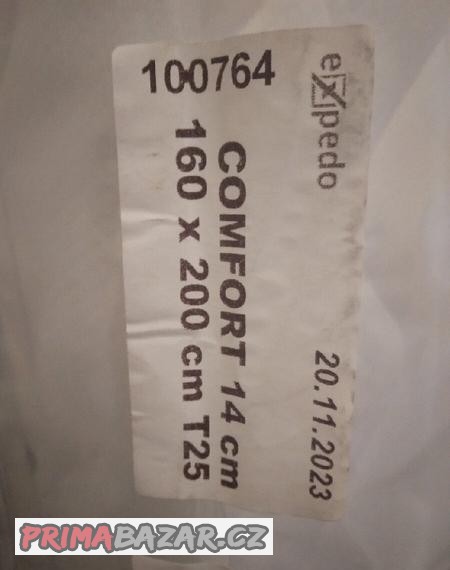 expedo
20.11.2023
COMFORT 14 cm
160 x 200 cm T25
100764
PRIMABAZAR.CZ